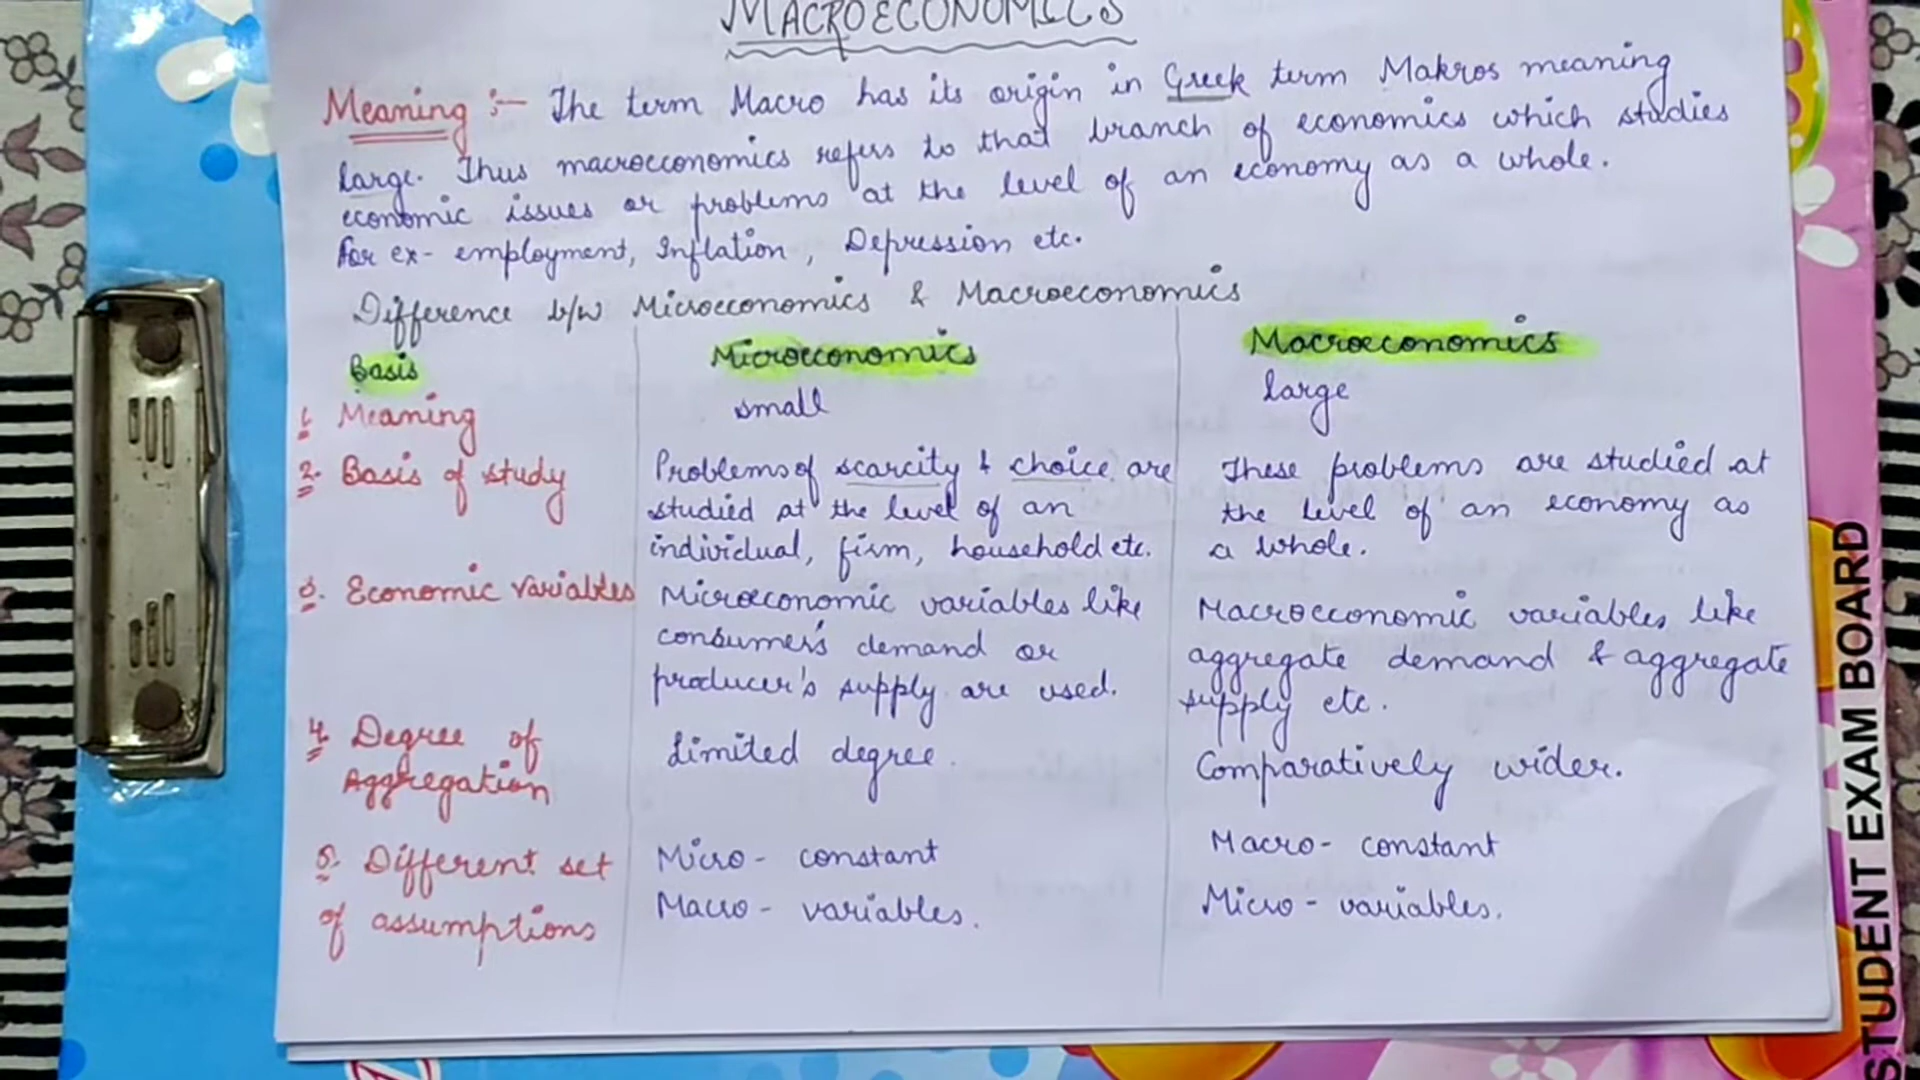 MACROECONOMICS
Meaning :- The term Macro has its origin in Greek term Makros meaning
large. Thus macroeconomics refers to that branch of economics which studies
economic issues or problems at the level of an economy as a whole.
For ex- employment, Inflation, Depression etc.
Difference b/w Microeconomics & Macroeconomics
Basis Microeconomics Macroeconomics
1. Meaning small large
2. Basis of study Problems of scarcity & choice are These problems are studied at
studied at the level of an the level of an economy as
individual, firm, household etc. a whole.
3. Economic variables Microeconomic variables like Macroeconomic variables like
consumer's demand or aggregate demand & aggregate
producer's supply are used. supply etc.
4. Degree of Limited degree. Comparatively wider.
Aggregation
5. Different set Micro - constant Macro - constant
of assumptions Macro - variables. Micro - variables.
STUDENT EXAM BOARD